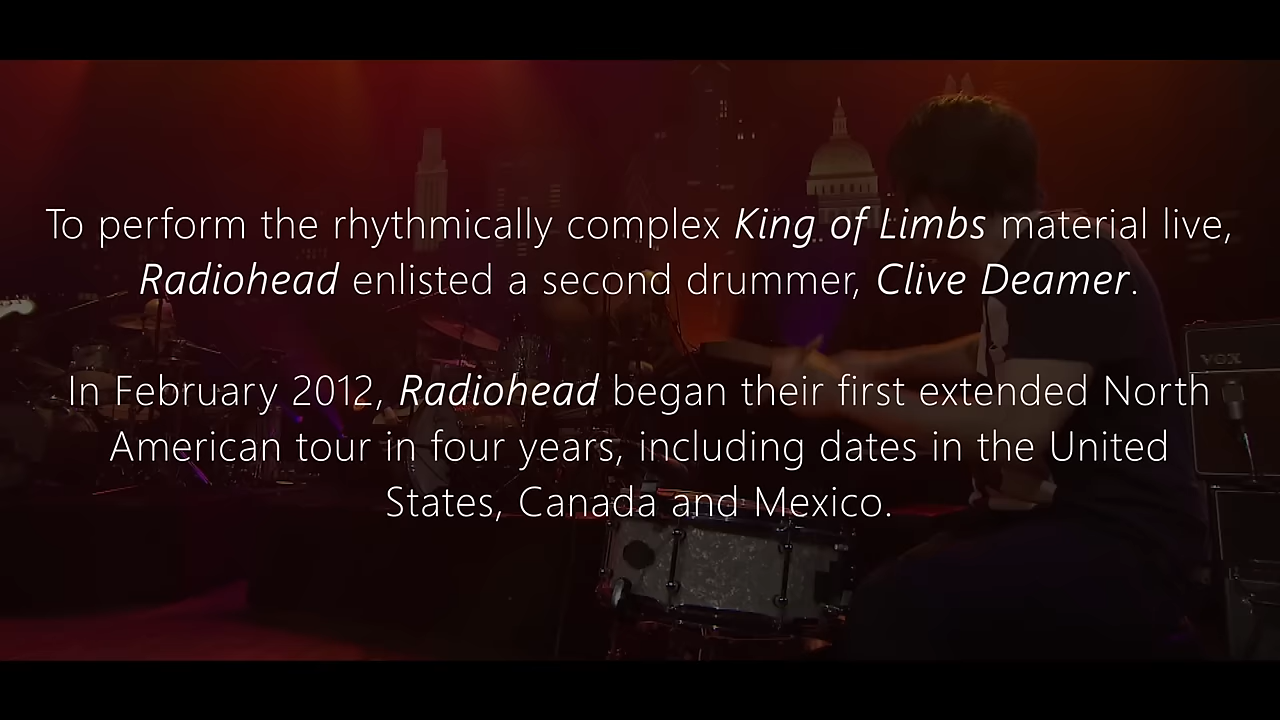 To perform the rhythmically complex King of Limbs material live,
Radiohead enlisted a second drummer, Clive Deamer.
In February 2012, Radiohead began their first extended North
American tour in four years, including dates in the United
States, Canada and Mexico.
VOX